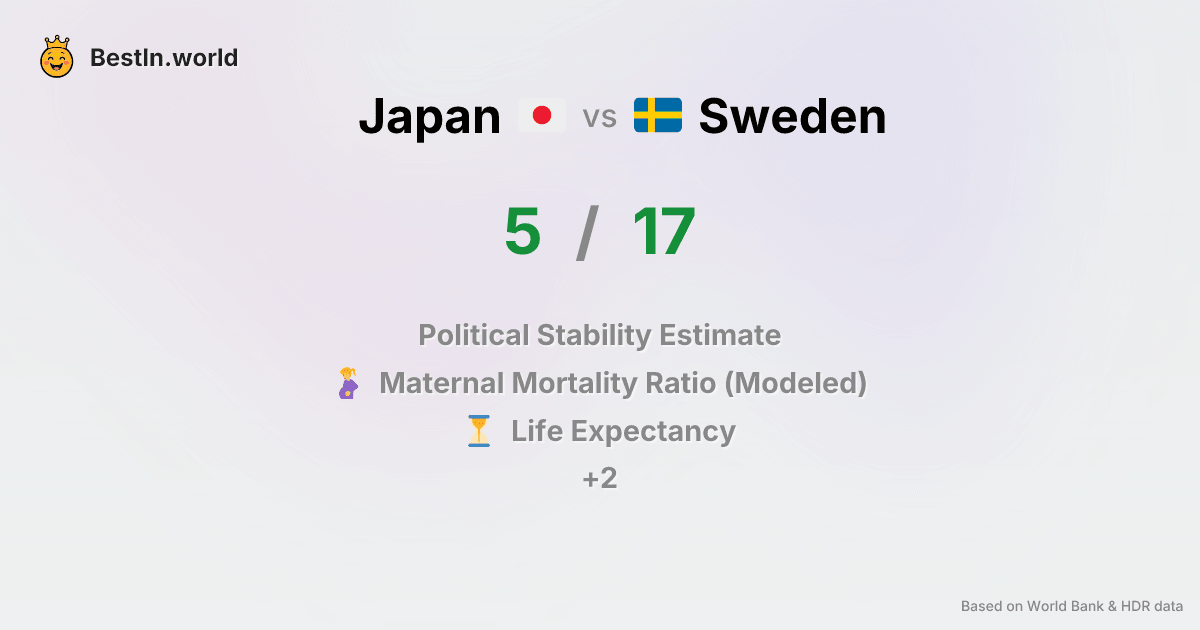 BestIn.world
Japan vs Sweden
5 / 17
Political Stability Estimate
Maternal Mortality Ratio (Modeled)
Life Expectancy
+2
Based on World Bank & HDR data